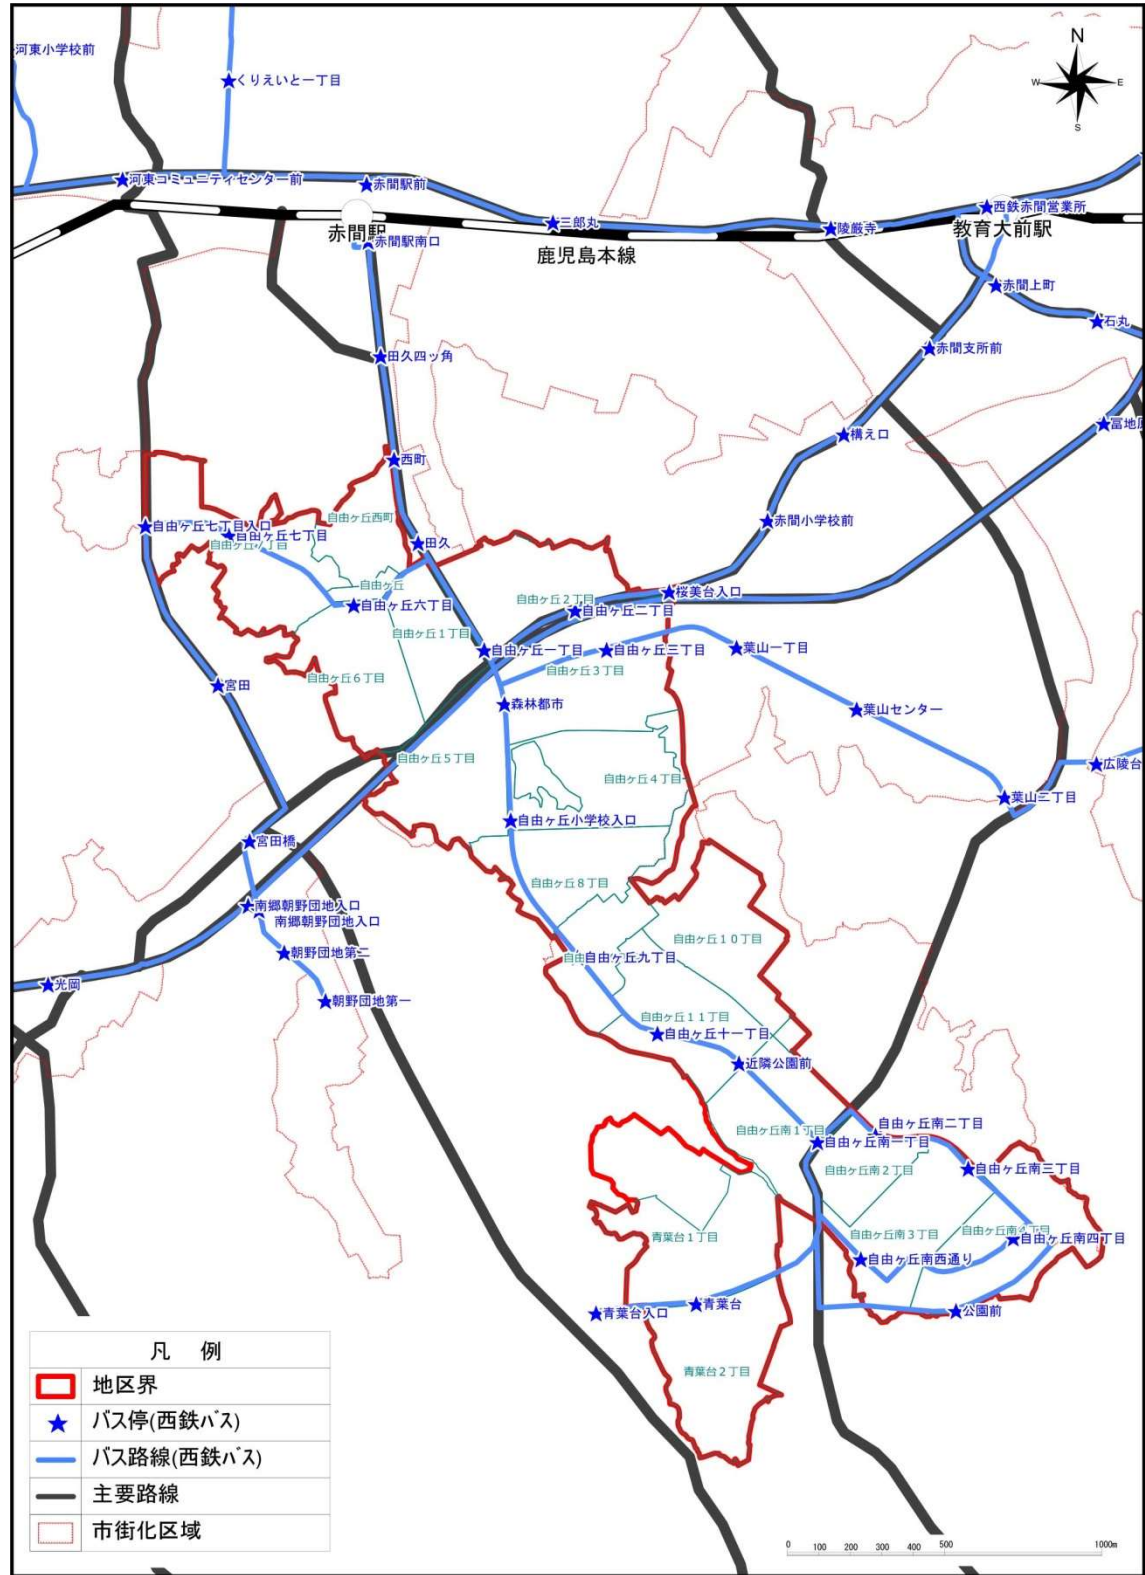 河東小学校前
くりえいと一丁目
N
W
E
S
河東コミュニティセンター前
赤間駅前
西鉄赤間営業所
三郎丸
陵厳寺
赤間駅
赤間駅南口
教育大前駅
鹿児島本線
赤間上町
石丸
赤間支所前
田久四ッ角
冨地原
構え口
西町
自由ヶ丘西町
赤間小学校前
自由ヶ丘七丁目入口
自由ヶ丘七丁目
自由ヶ丘7丁目
田久
自由ヶ丘
桜美台入口
自由ヶ丘2丁目
自由ヶ丘六丁目
自由ヶ丘二丁目
自由ヶ丘1丁目
自由ヶ丘一丁目
自由ヶ丘三丁目
葉山一丁目
自由ヶ丘3丁目
自由ヶ丘6丁目
宮田
森林都市
葉山センター
自由ヶ丘5丁目
広陵台
自由ヶ丘4丁目
葉山二丁目
自由ヶ丘小学校入口
宮田橋
自由ヶ丘8丁目
南郷朝野団地入口
南郷朝野団地入口
自由ヶ丘10丁目
朝野団地第二
自由ヶ丘九丁目
光岡
朝野団地第一
自由ヶ丘11丁目
自由ヶ丘十一丁目
近隣公園前
自由ヶ丘南二丁目
自由ヶ丘南1丁目
自由ヶ丘南一丁目
自由ヶ丘南2丁目
自由ヶ丘南三丁目
青葉台1丁目
自由ヶ丘南3丁目
自由ヶ丘南4丁目
自由ヶ丘南四丁目
自由ヶ丘南西通り
青葉台入口
青葉台
公園前
青葉台2丁目
凡 例
地区界
バス停(西鉄バス)
バス路線(西鉄バス)
主要路線
市街化区域
0 100 200 300 400 500 1000m